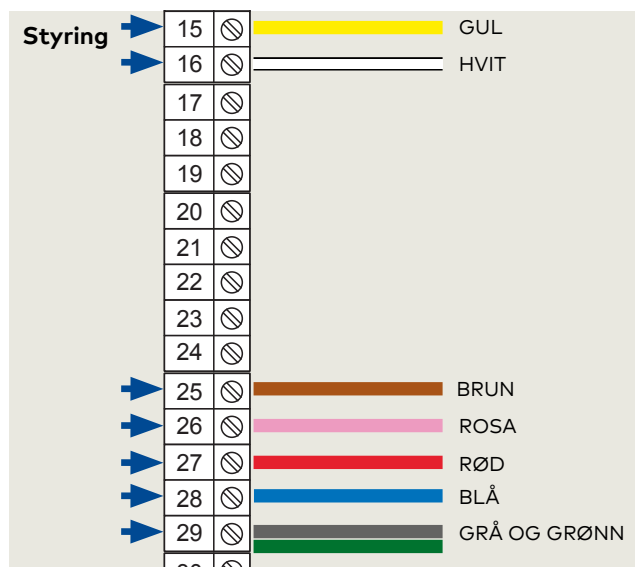 Styring
15 GUL
16 HVIT
17
18
19
20
21
22
23
24
25 BRUN
26 ROSA
27 RØD
28 BLÅ
29 GRÅ OG GRØNN